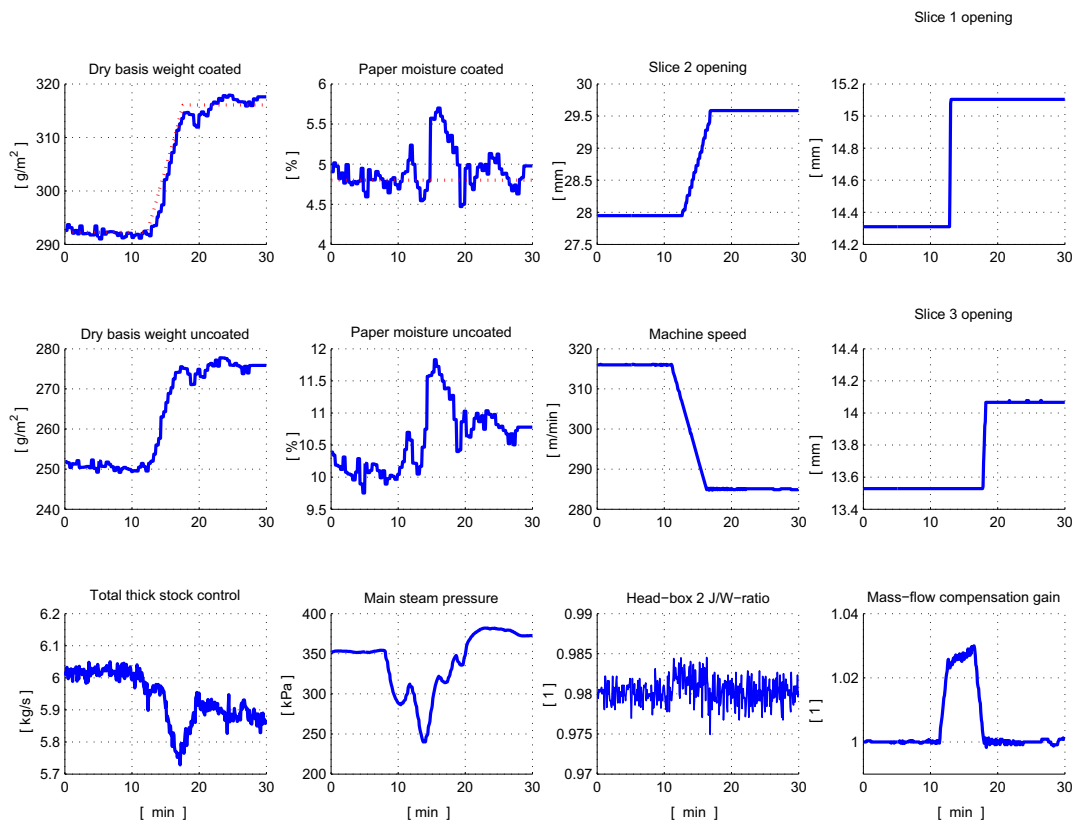 Slice 1 opening
Dry basis weight coated
Paper moisture coated
Slice 2 opening
320
310
300
290
[ g/m2 ]
0 10 20 30
6
5.5
5
4.5
4
[ % ]
0 10 20 30
30
29.5
29
28.5
28
27.5
[ mm ]
0 10 20 30
15.2
15
14.8
14.6
14.4
14.2
[ mm ]
0 10 20 30
Dry basis weight uncoated
Paper moisture uncoated
Machine speed
Slice 3 opening
280
270
260
250
240
[ g/m2 ]
0 10 20 30
12
11.5
11
10.5
10
9.5
[ % ]
0 10 20 30
320
310
300
290
280
[ m/min ]
0 10 20 30
14.4
14.2
14
13.8
13.6
13.4
[ mm ]
0 10 20 30
Total thick stock control
Main steam pressure
Head−box 2 J/W−ratio
Mass−flow compensation gain
6.2
6.1
6
5.9
5.8
5.7
[ kg/s ]
0 10 20 30
[ min ]
400
350
300
250
200
[ kPa ]
0 10 20 30
[ min ]
0.99
0.985
0.98
0.975
0.97
[ 1 ]
0 10 20 30
[ min ]
1.04
1.02
1
[ 1 ]
0 10 20 30
[ min ]